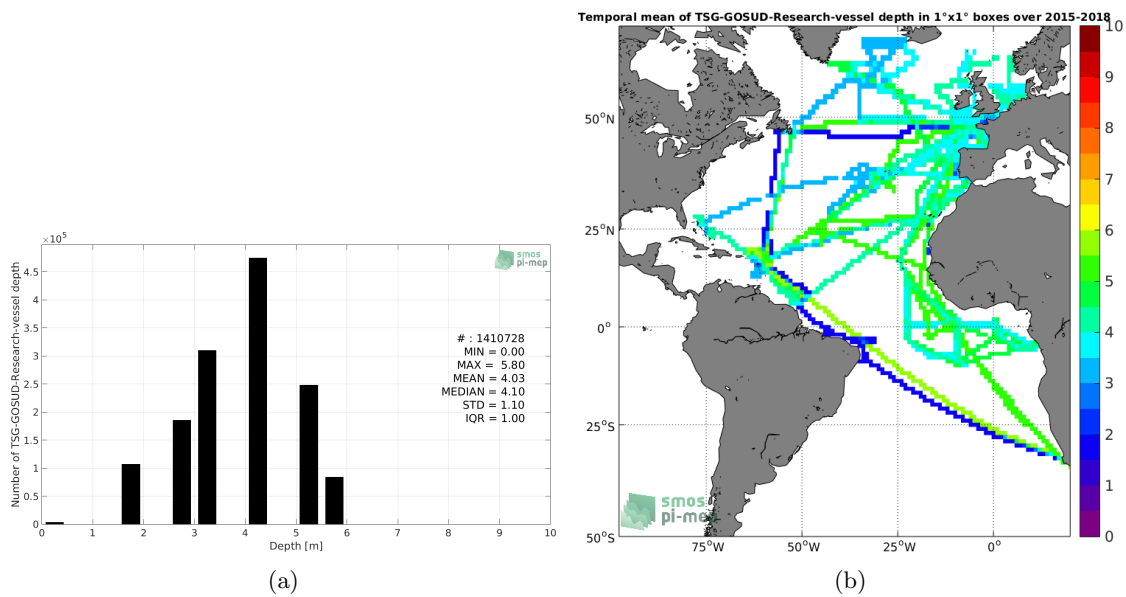 ×10^5
4.5
4
3.5
3
2.5
2
1.5
1
0.5
0
Number of TSG-GOSUD-Research-vessel depth
0 1 2 3 4 5 6 7 8 9 10
Depth [m]
smos
pi-mep
# : 1410728
MIN = 0.00
MAX = 5.80
MEAN = 4.03
MEDIAN = 4.10
STD = 1.10
IQR = 1.00
(a)
Temporal mean of TSG-GOSUD-Research-vessel depth in 1°x1° boxes over 2015-2018
50°N
25°N
0°
25°S
50°S
75°W 50°W 25°W 0°
smos
pi-mep
10
9
8
7
6
5
4
3
2
1
0
(b)